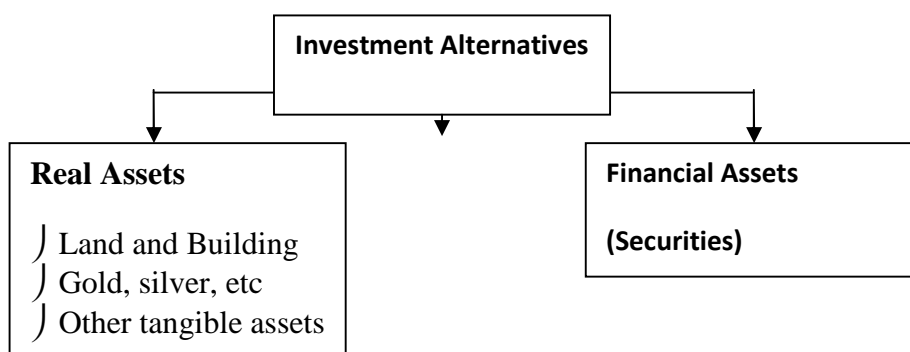 Investment Alternatives
Real Assets
⎠ Land and Building
⎠ Gold, silver, etc
⎠ Other tangible assets
Financial Assets
(Securities)